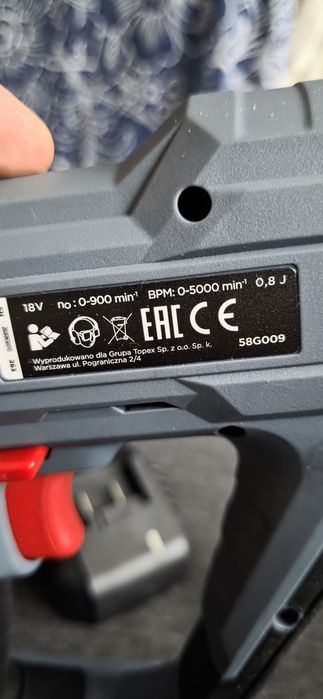 18V no : 0-900 min⁻¹ BPM: 0-5000 min⁻¹ 0,8 J
EAC CE
Wyprodukowano dla Grupa Topex Sp. z o.o. Sp. k.
Warszawa ul. Pograniczna 2/4
58G009